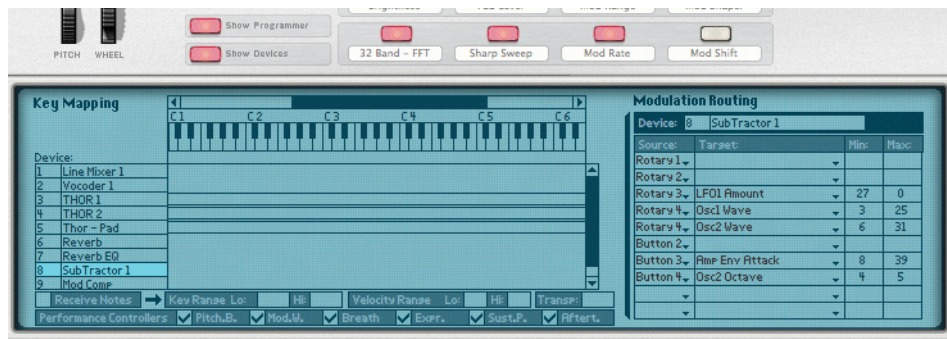 Show Programmer
PITCH WHEEL
Show Devices
32 Band - FFT Sharp Sweep Mod Rate Mod Shift
Key Mapping
C1 C2 C3 C4 C5 C6
Device:
1 Line Mixer 1
2 Vocoder 1
3 THOR 1
4 THOR 2
5 Thor - Pad
6 Reverb
7 Reverb EQ
8 SubTractor 1
9 Mod Comp
Receive Notes Key Range Lo: Hi: Velocity Range Lo: Hi: Transp:
Performance Controllers Pitch.B. Mod.W. Breath Expr. Sust.P. Aftert.
Modulation Routing
Device: 8 SubTractor 1
Source: Target: Min: Max:
Rotary 1
Rotary 2
Rotary 3 LFO1 Amount 27 0
Rotary 4 Osc1 Wave 3 25
Rotary 4 Osc2 Wave 6 31
Button 2
Button 3 Amp Env Attack 8 39
Button 4 Osc2 Octave 4 5